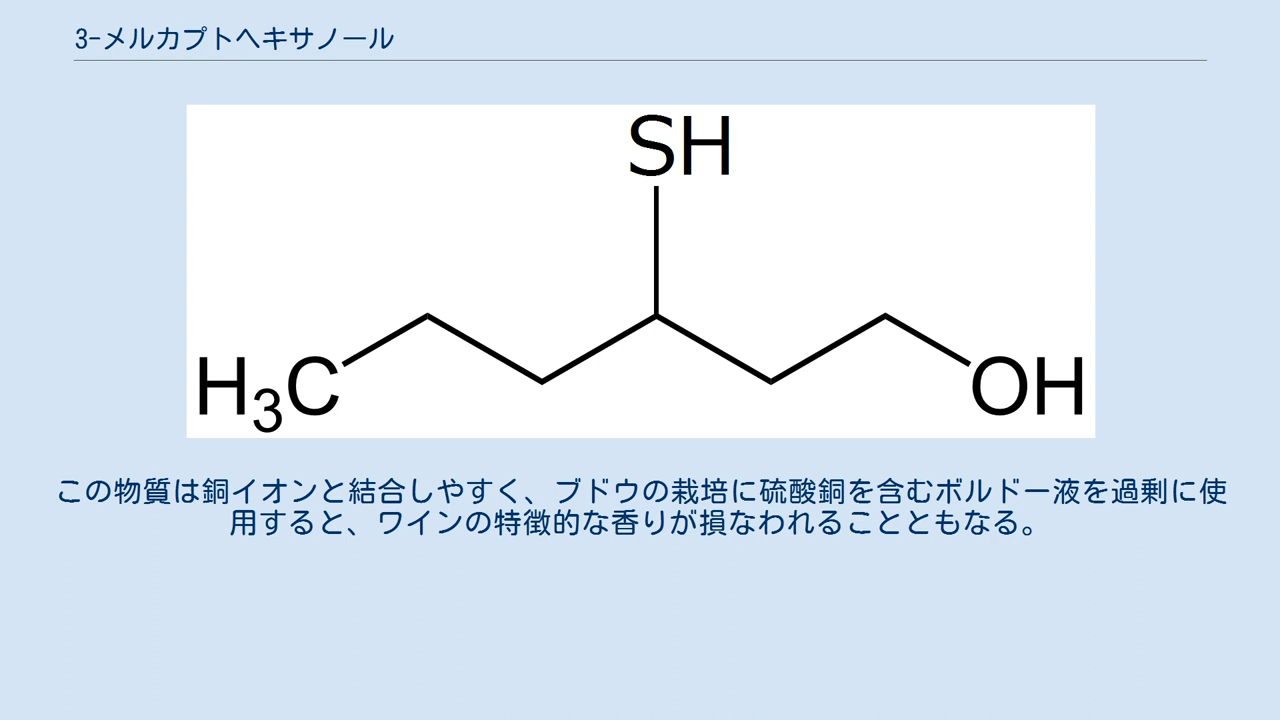 3-メルカプトヘキサノール
SH
H₃C
OH
この物質は銅イオンと結合しやすく、ブドウの栽培に硫酸銅を含むボルドー液を過剰に使
用すると、ワインの特徴的な香りが損なわれることともなる。